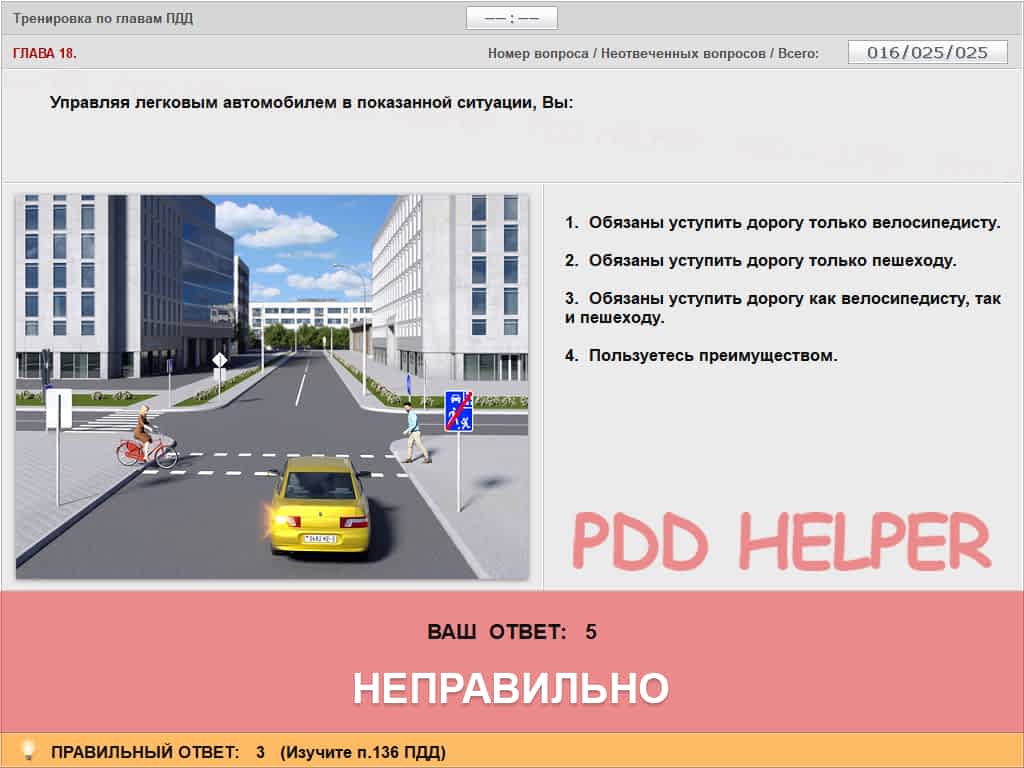 Тренировка по главам ПДД
—— : ——
ГЛАВА 18.
Номер вопроса / Неотвеченных вопросов / Всего:
016/025/025
Управляя легковым автомобилем в показанной ситуации, Вы:
1. Обязаны уступить дорогу только велосипедисту.
2. Обязаны уступить дорогу только пешеходу.
3. Обязаны уступить дорогу как велосипедисту, так
и пешеходу.
4. Пользуетесь преимуществом.
PDD HELPER
ВАШ ОТВЕТ: 5
НЕПРАВИЛЬНО
ПРАВИЛЬНЫЙ ОТВЕТ: 3 (Изучите п.136 ПДД)